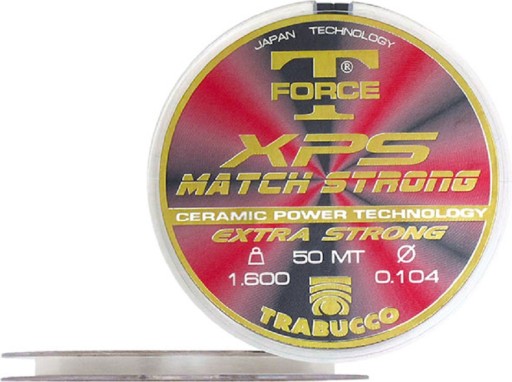 JAPAN TECHNOLOGY
T ®
FORCE
XPS
MATCH STRONG
CERAMIC POWER TECHNOLOGY
EXTRA STRONG
50 MT Ø
1.600 0.104
TRABUCCO